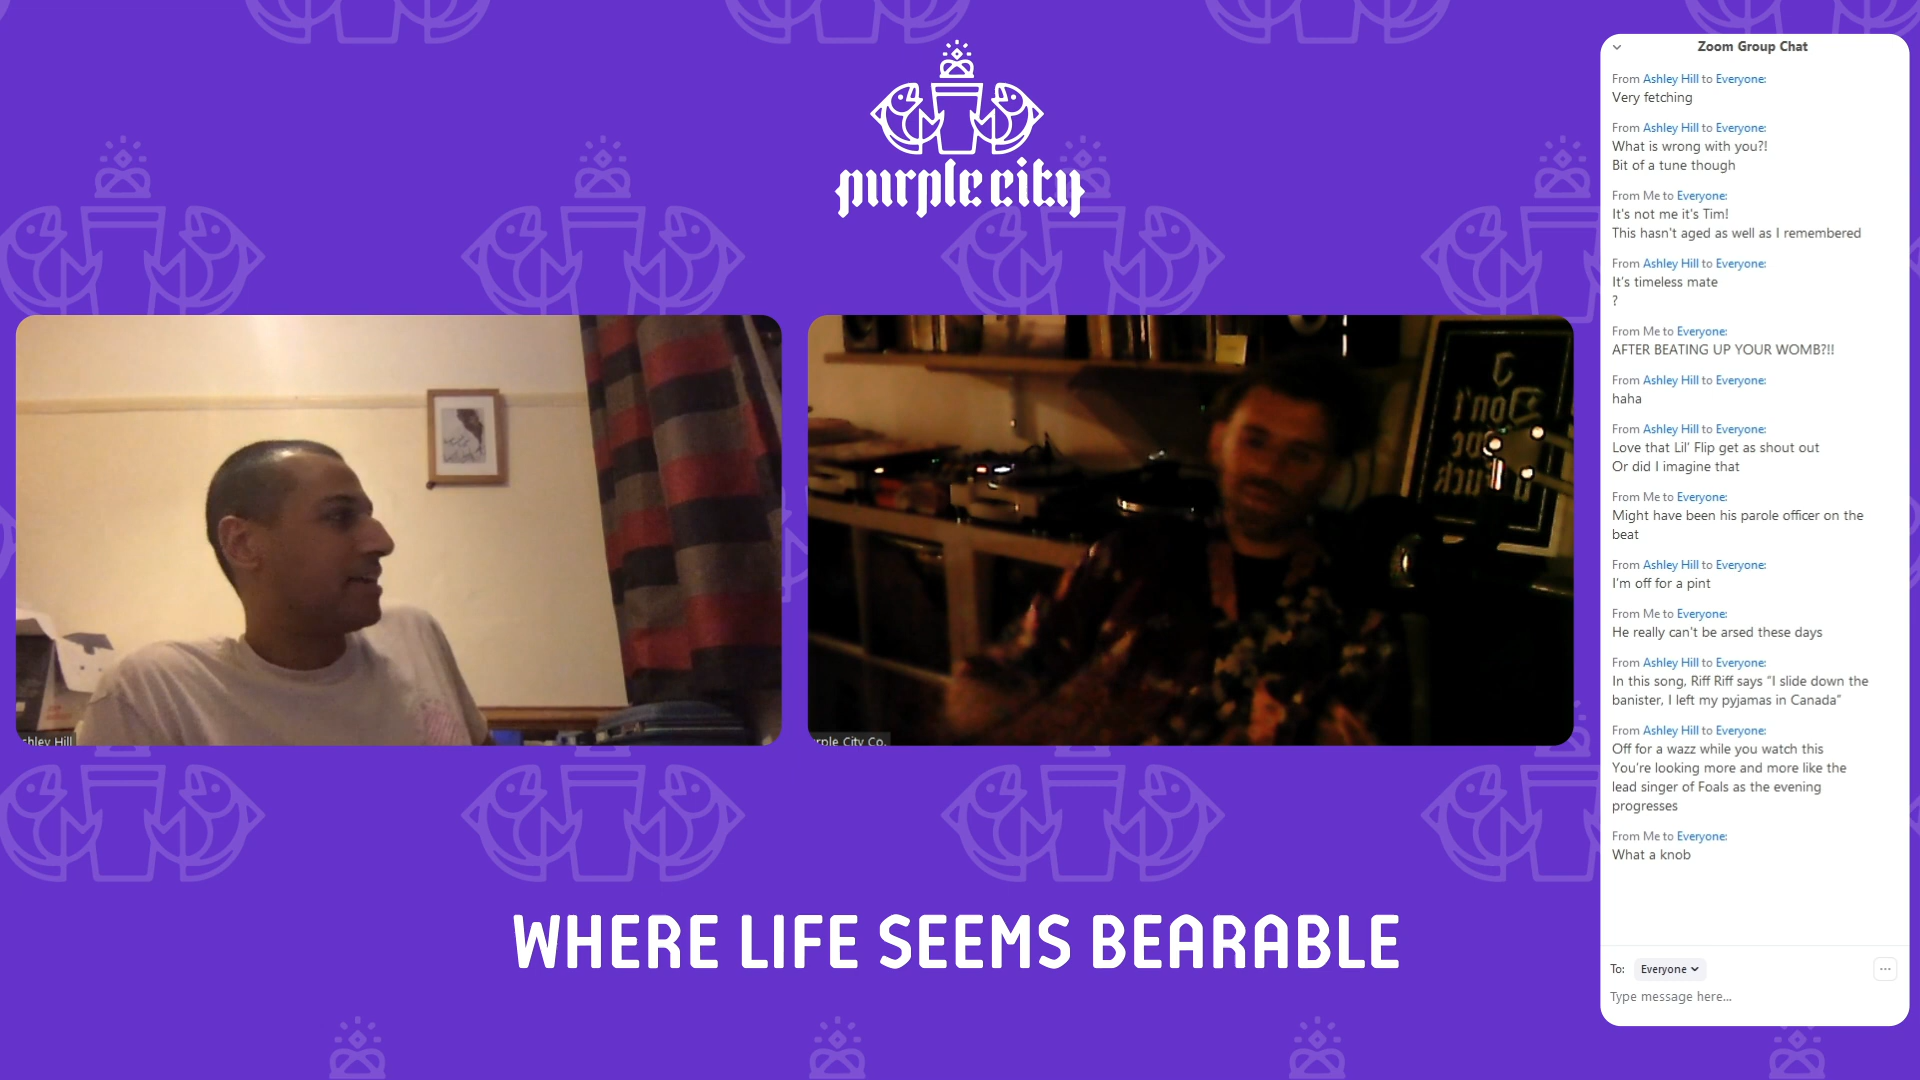 purple city
Zoom Group Chat
From Ashley Hill to Everyone:
Very fetching
From Ashley Hill to Everyone:
What is wrong with you?!
Bit of a tune though
From Me to Everyone:
It's not me it's Tim!
This hasn't aged as well as I remembered
From Ashley Hill to Everyone:
It's timeless mate
?
From Me to Everyone:
AFTER BEATING UP YOUR WOMB?!!
From Ashley Hill to Everyone:
haha
From Ashley Hill to Everyone:
Love that Lil' Flip get as shout out
Or did I imagine that
From Me to Everyone:
Might have been his parole officer on the
beat
From Ashley Hill to Everyone:
I'm off for a pint
From Me to Everyone:
He really can't be arsed these days
From Ashley Hill to Everyone:
In this song, Riff Riff says “I slide down the
banister, I left my pyjamas in Canada”
From Ashley Hill to Everyone:
Off for a wazz while you watch this
You're looking more and more like the
lead singer of Foals as the evening
progresses
From Me to Everyone:
What a knob
To: Everyone
...
Type message here...
I
Don't
chley Hill
rple City Co.
WHERE LIFE SEEMS BEARABLE